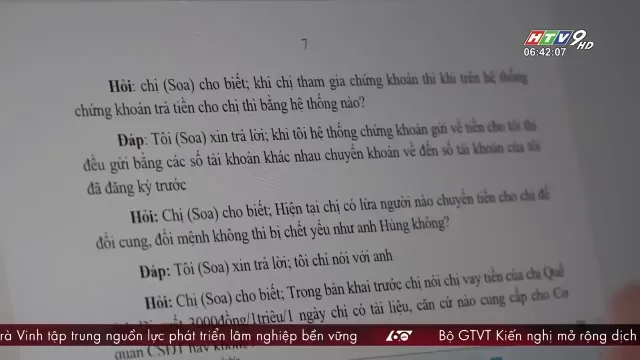 HTV9 HD
06:42:07
7
Hỏi: chị (Soa) cho biết; khi chị tham gia chứng khoán thì khi trên hệ thống
chứng khoán trả tiền cho chị thì bằng hệ thống nào?
Đáp: Tôi (Soa) xin trả lời; khi tôi hệ thống chứng khoán gửi về tiền cho tôi thì
đều gửi bằng các số tài khoản khác nhau chuyển khoản về đến số tài khoản của tôi
đã đăng ký trước
Hỏi: Chị (Soa) cho biết; Hiện tại chị có lừa người nào chuyển tiền cho chị để
đổi cung, đổi mệnh không thì bị chết yểu như anh Hùng không?
Đáp: Tôi (Soa) xin trả lời; tôi chỉ nói với anh
Hỏi: Chị (Soa) cho biết; Trong bản khai trước chị nói chị vay tiền của chị Quế
3000đồng/1triệu/1 ngày chị có tài liệu, căn cứ nào cung cấp cho Cơ
quan CSĐT
rà Vinh tập trung nguồn lực phát triển lâm nghiệp bền vững
60
Bộ GTVT Kiến nghị mở rộng dịch